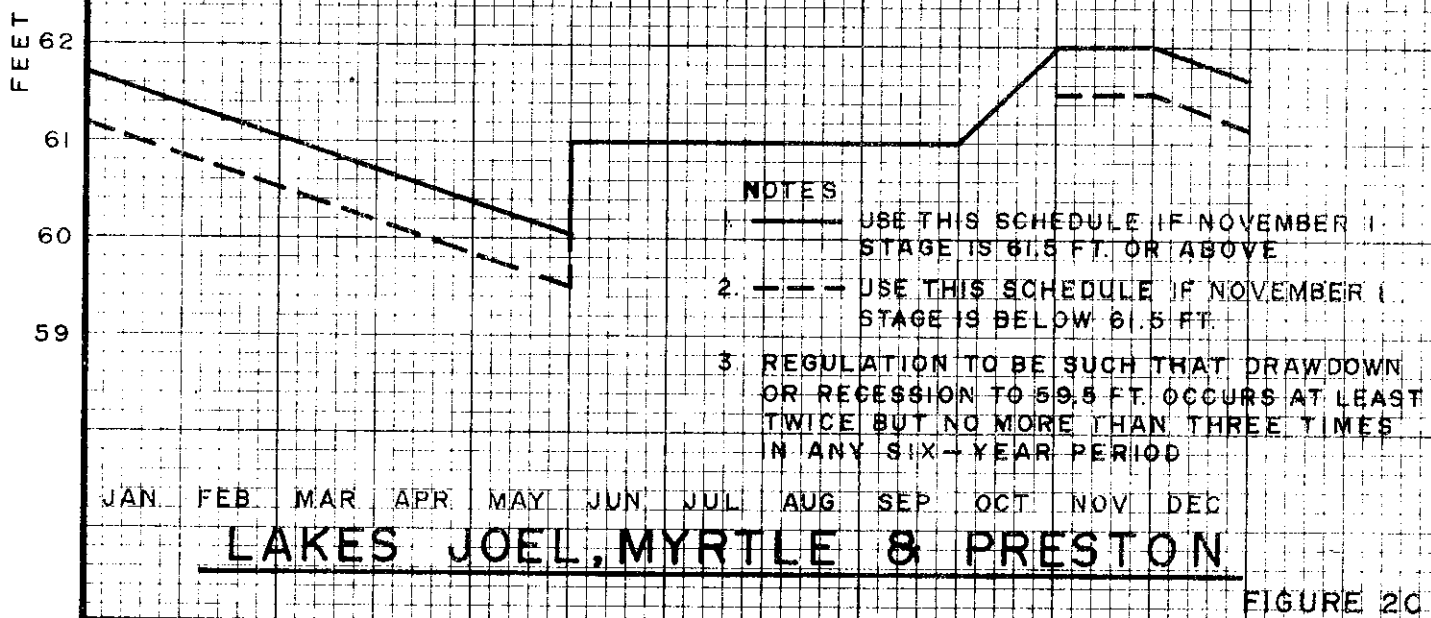 FEET
62
61
60
59
NOTES
1. USE THIS SCHEDULE IF NOVEMBER 1
STAGE IS 61.5 FT. OR ABOVE
2. USE THIS SCHEDULE IF NOVEMBER 1
STAGE IS BELOW 61.5 FT.
3 REGULATION TO BE SUCH THAT DRAWDOWN
OR RECESSION TO 59.5 FT. OCCURS AT LEAST
TWICE BUT NO MORE THAN THREE TIMES
IN ANY SIX-YEAR PERIOD
JAN FEB MAR APR MAY JUN JUL AUG SEP OCT NOV DEC
LAKES JOEL, MYRTLE & PRESTON
FIGURE 2C